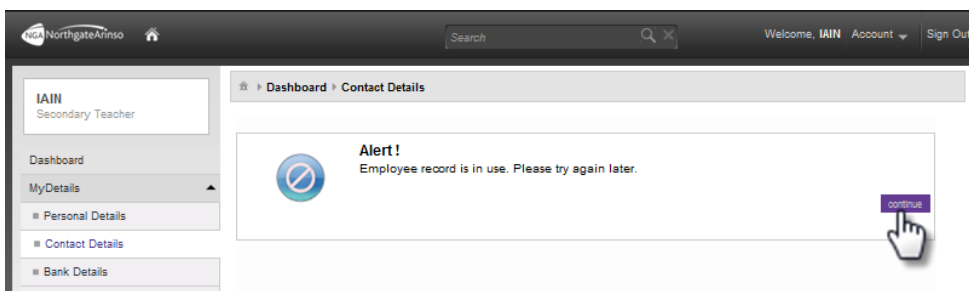 NGA NorthgateArinso Search Welcome, IAIN Account Sign Out
IAIN
Secondary Teacher
Dashboard
MyDetails
Personal Details
Contact Details
Bank Details
Dashboard Contact Details
Alert !
Employee record is in use. Please try again later.
continue